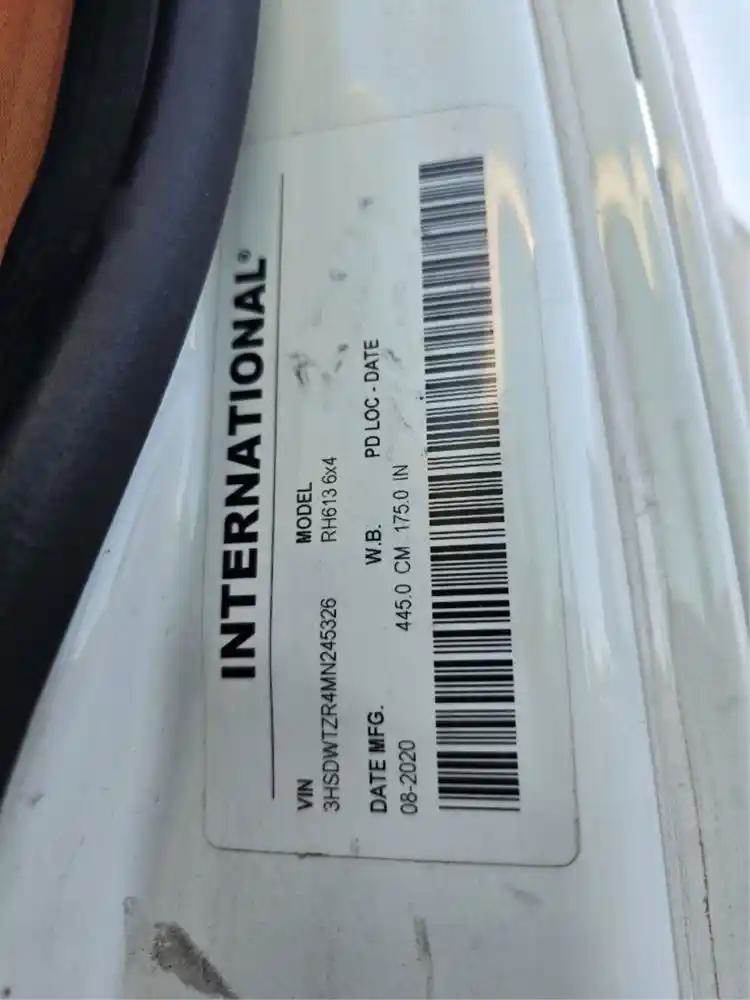 INTERNATIONAL®
VIN MODEL
3HSDWTZR4MN245326 RH613 6x4
DATE MFG. W.B. PD LOC - DATE
08-2020 445.0 CM 175.0 IN